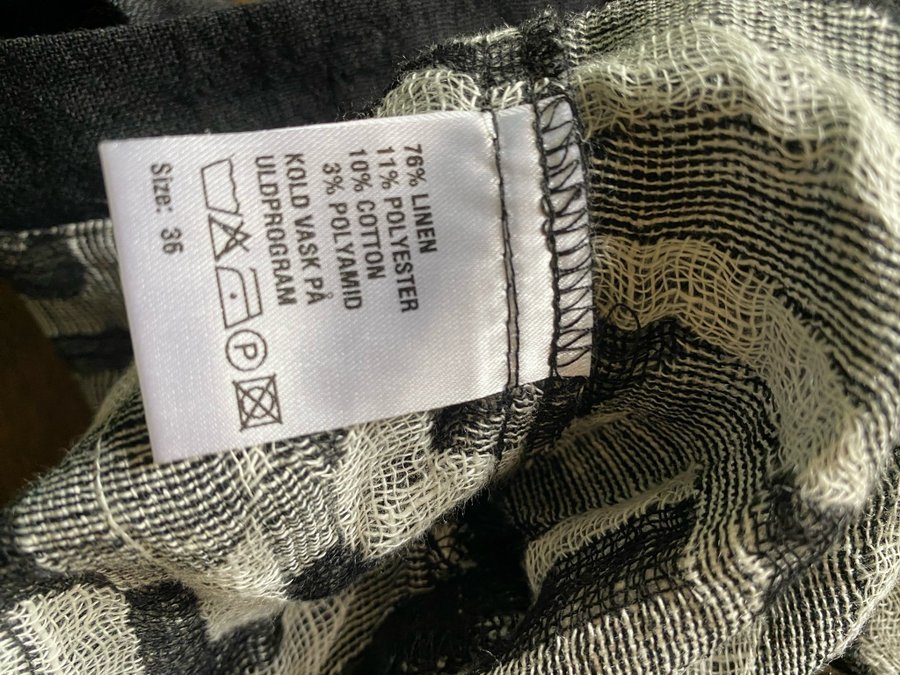 76% LINEN
11% POLYESTER
10% COTTON
3% POLYAMID
KOLD VASK PÅ
ULDPROGRAM
P
Size: 36